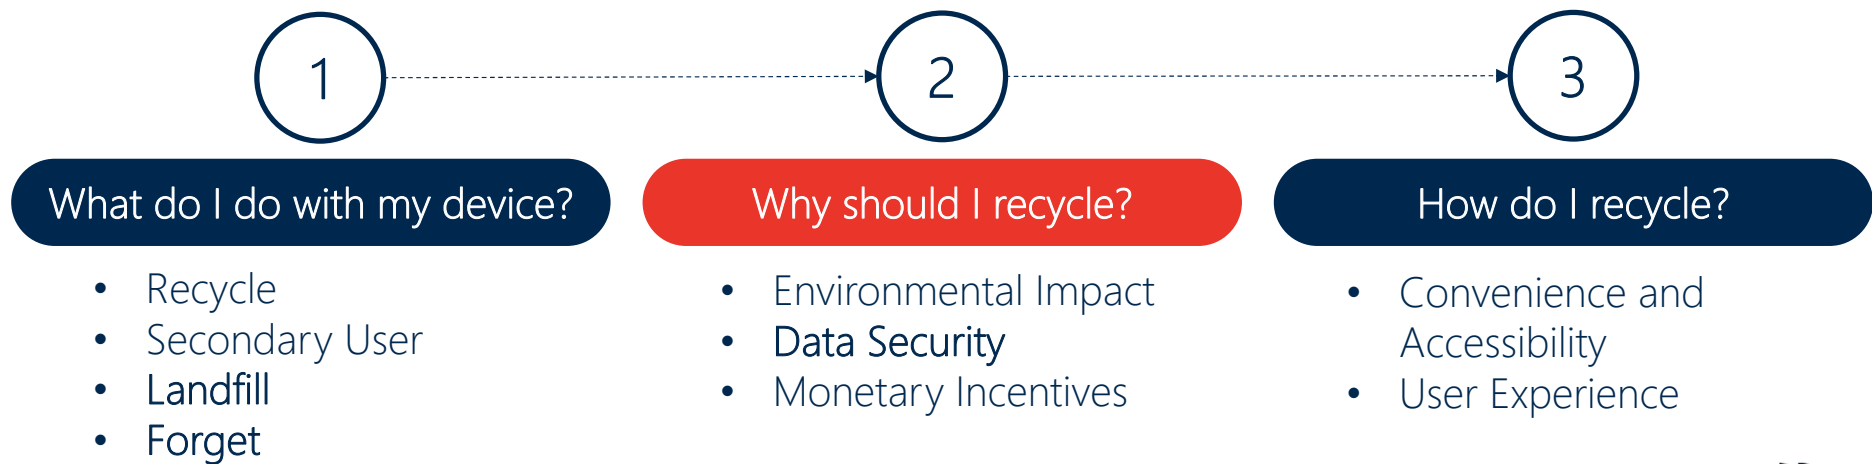 1
2
3
What do I do with my device?
Why should I recycle?
How do I recycle?
• Recycle
• Secondary User
• Landfill
• Forget
• Environmental Impact
• Data Security
• Monetary Incentives
• Convenience and
Accessibility
• User Experience